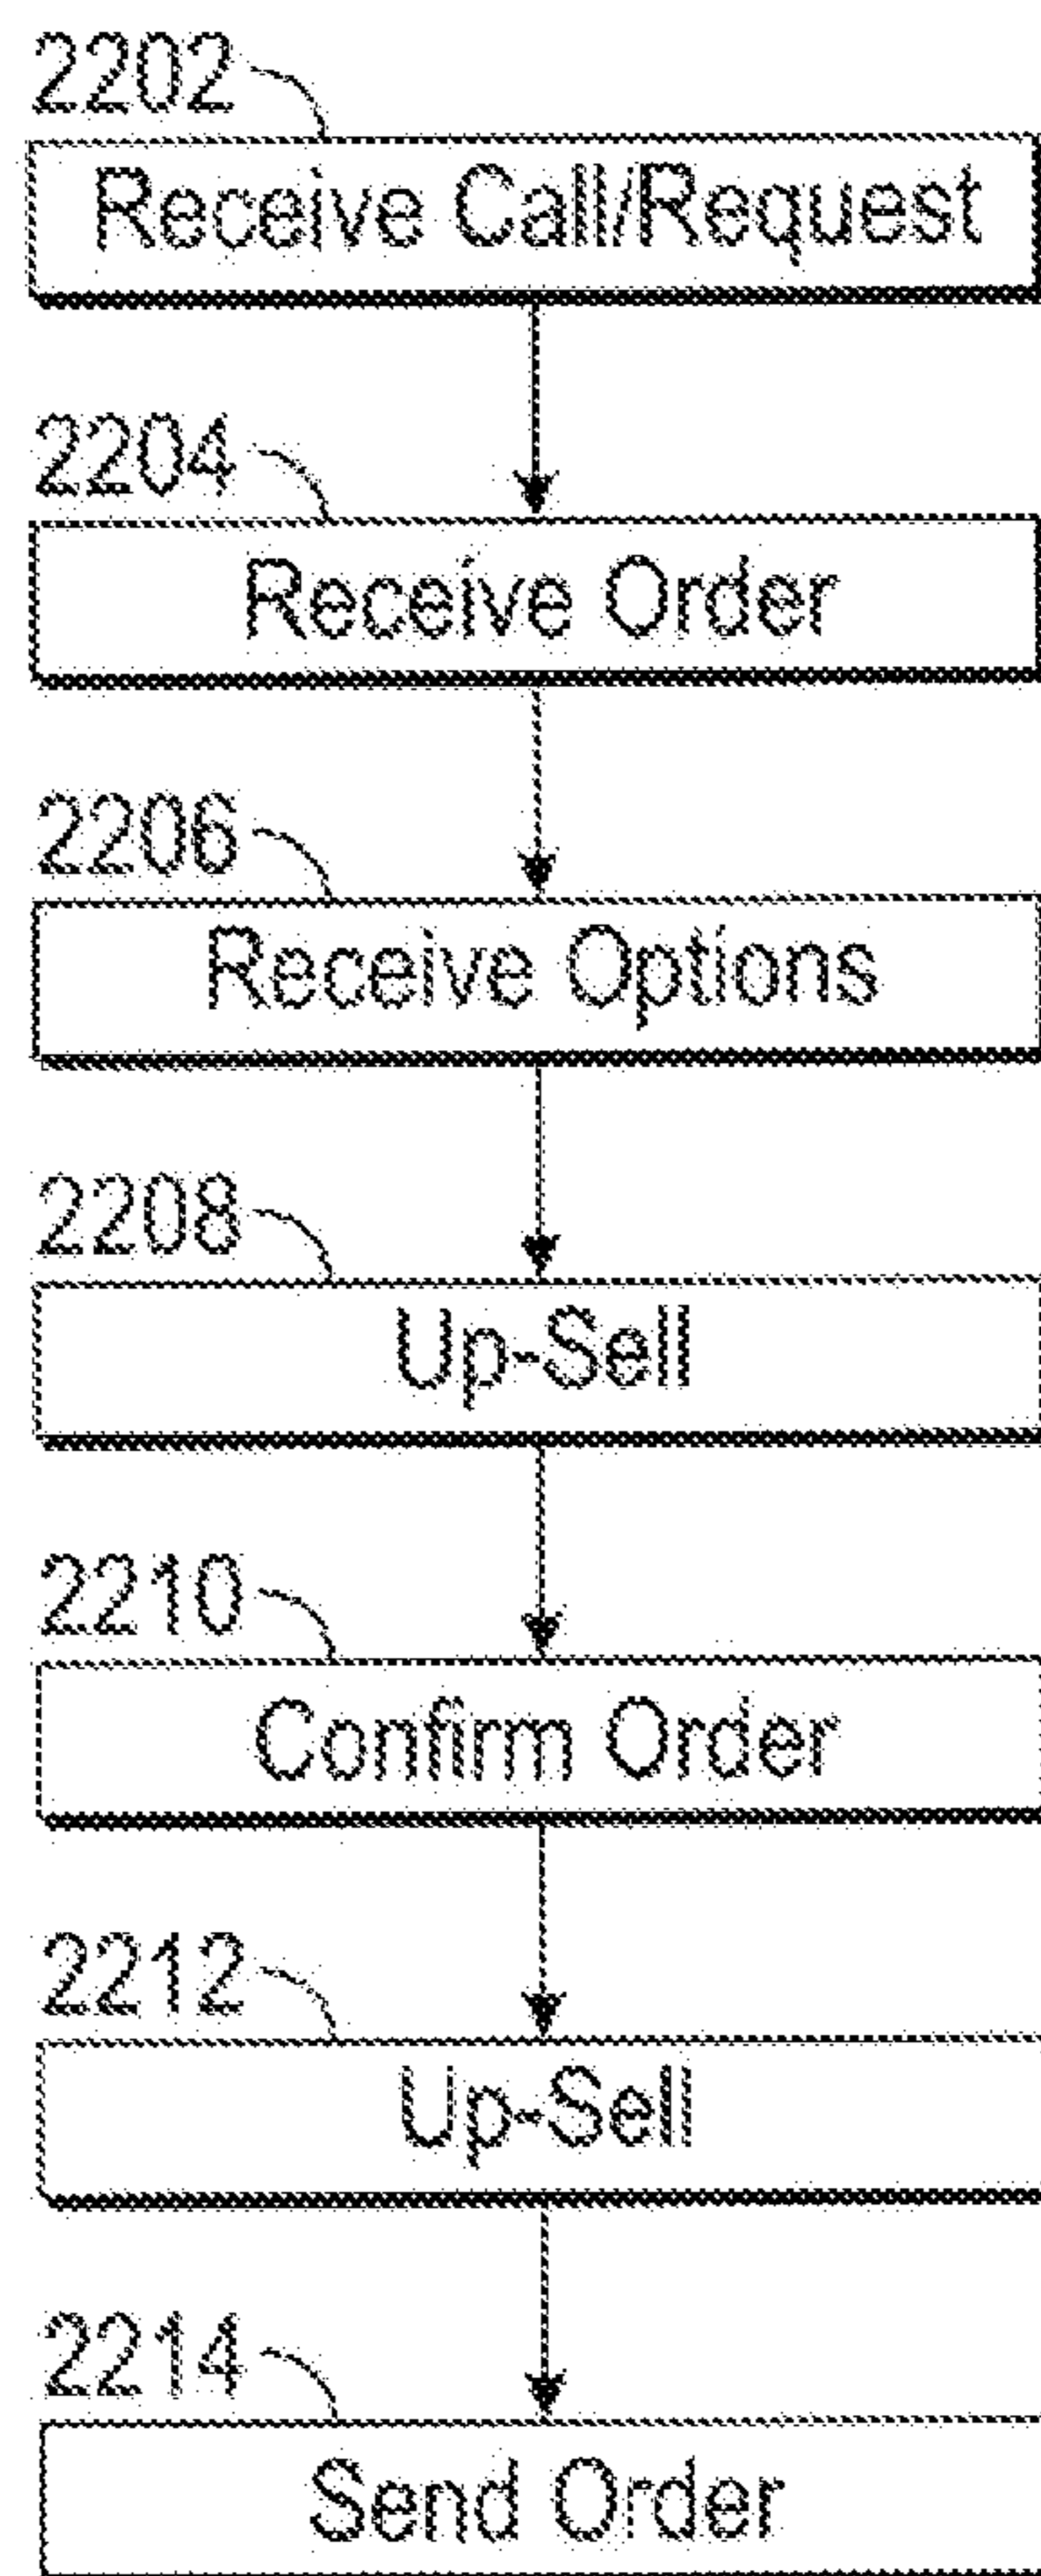 2202
Receive Call/Request
2204
Receive Order
2206
Receive Options
2208
Up-Sell
2210
Confirm Order
2212
Up-Sell
2214
Send Order